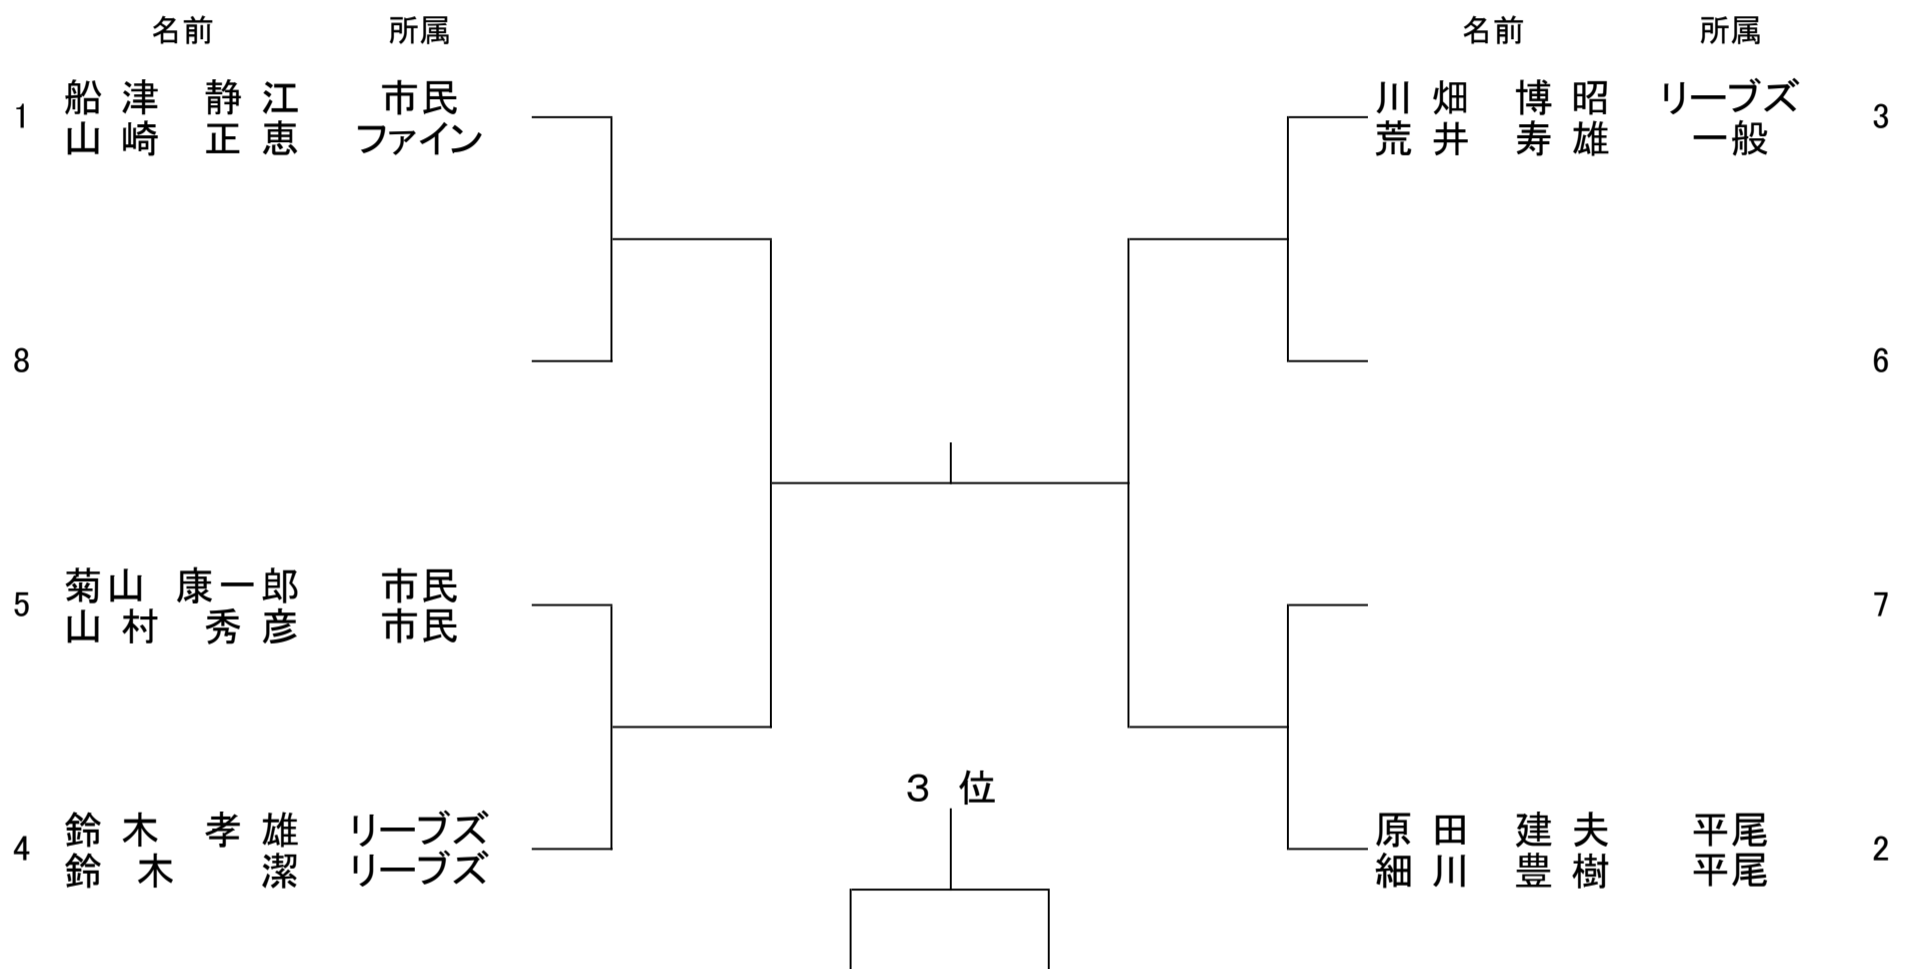 名前 所属 名前 所属
1 船津 静江 市民 川畑 博昭 リーブズ 3
山崎 正恵 ファイン 荒井 寿雄 一般
8 6
5 菊山 康一郎 市民 7
山村 秀彦 市民
3 位
4 鈴木 孝雄 リーブズ 原田 建夫 平尾 2
鈴木 潔 リーブズ 細川 豊樹 平尾